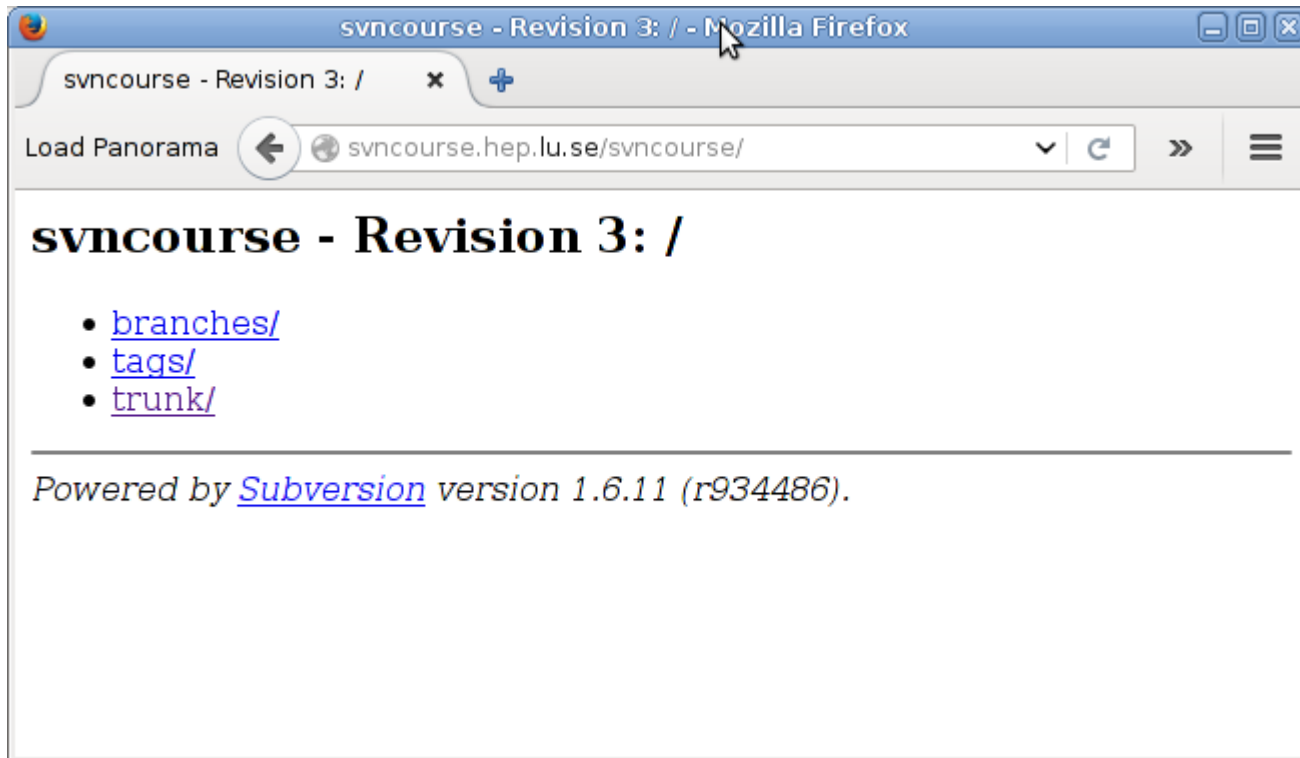 svncourse - Revision 3: / - Mozilla Firefox
svncourse - Revision 3: /
Load Panorama svncourse.hep.lu.se/svncourse/
svncourse - Revision 3: /
branches/
tags/
trunk/
Powered by Subversion version 1.6.11 (r934486).